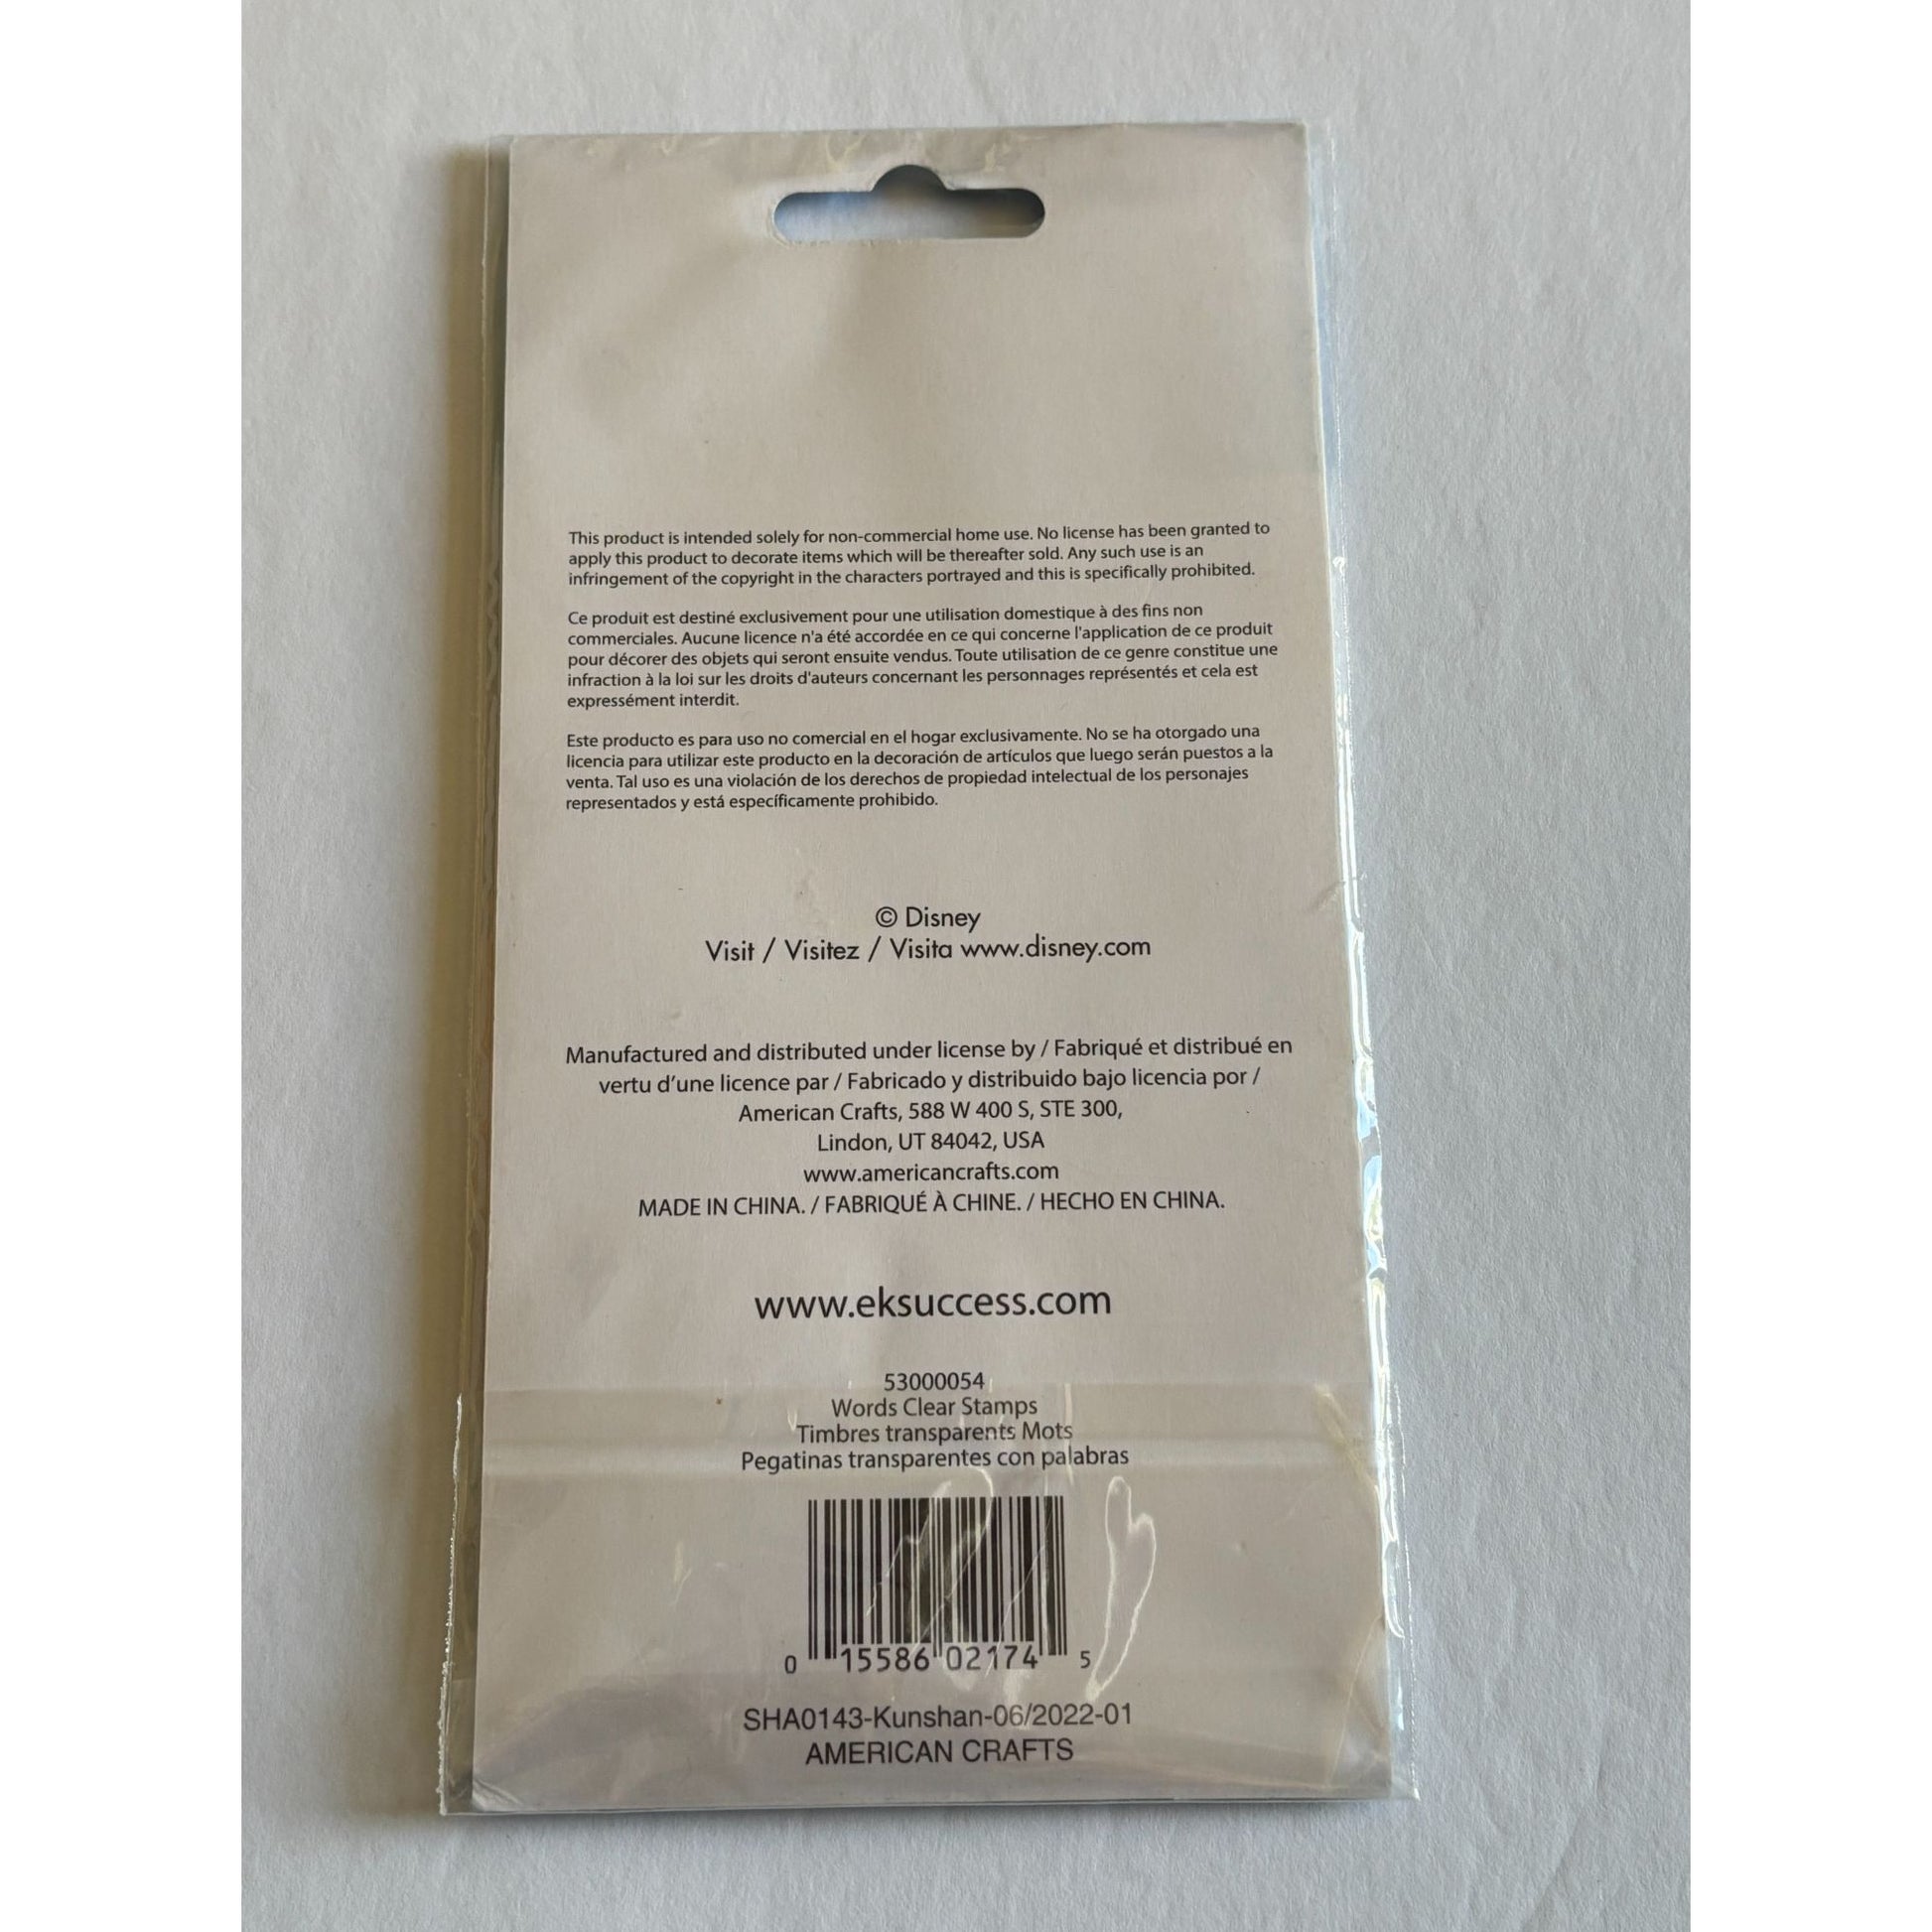 This product is intended solely for non-commercial home use. No license has been granted to
apply this product to decorate items which will be thereafter sold. Any such use is an
infringement of the copyright in the characters portrayed and this is specifically prohibited.
Ce produit est destiné exclusivement pour une utilisation domestique à des fins non
commerciales. Aucune licence n'a été accordée en ce qui concerne l'application de ce produit
pour décorer des objets qui seront ensuite vendus. Toute utilisation de ce genre constitue une
infraction à la loi sur les droits d'auteurs concernant les personnages représentés et cela est
expressément interdit.
Este producto es para uso no comercial en el hogar exclusivamente. No se ha otorgado una
licencia para utilizar este producto en la decoración de artículos que luego serán puestos a la
venta. Tal uso es una violación de los derechos de propiedad intelectual de los personajes
representados y está específicamente prohibido.
© Disney
Visit / Visitez / Visita www.disney.com
Manufactured and distributed under license by / Fabriqué et distribué en
vertu d'une licence par / Fabricado y distribuido bajo licencia por /
American Crafts, 588 W 400 S, STE 300,
Lindon, UT 84042, USA
www.americancrafts.com
MADE IN CHINA. / FABRIQUÉ À CHINE. / HECHO EN CHINA.
www.eksuccess.com
53000054
Words Clear Stamps
Timbres transparents Mots
Pegatinas transparentes con palabras
0 15586 02174 5
SHA0143-Kunshan-06/2022-01
AMERICAN CRAFTS